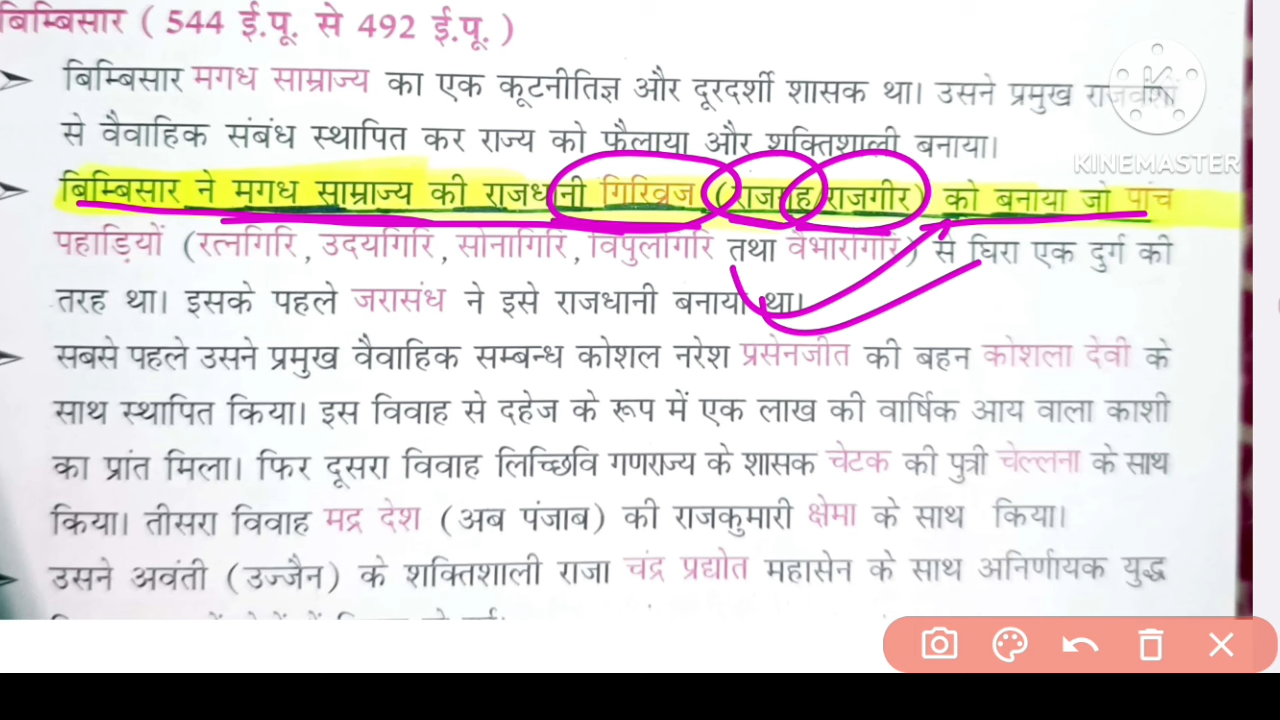 बिम्बिसार ( 544 ई.पू. से 492 ई.पू. )
बिम्बिसार मगध साम्राज्य का एक कूटनीतिज्ञ और दूरदर्शी शासक था। उसने प्रमुख राजवंशों
से वैवाहिक संबंध स्थापित कर राज्य को फैलाया और शक्तिशाली बनाया।
KINEMASTER
बिम्बिसार ने मगध साम्राज्य की राजधानी गिरिव्रज (राजगृह/राजगीर) को बनाया जो पांच
पहाड़ियों (रत्नगिरि, उदयगिरि, सोनागिरि, विपुलागिरि तथा वैभारगिरि) से घिरा एक दुर्ग की
तरह था। इसके पहले जरासंध ने इसे राजधानी बनाया था।
सबसे पहले उसने प्रमुख वैवाहिक सम्बन्ध कोशल नरेश प्रसेनजीत की बहन कोशला देवी के
साथ स्थापित किया। इस विवाह से दहेज के रूप में एक लाख की वार्षिक आय वाला काशी
का प्रांत मिला। फिर दूसरा विवाह लिच्छिवि गणराज्य के शासक चेटक की पुत्री चेल्लना के साथ
किया। तीसरा विवाह मद्र देश (अब पंजाब) की राजकुमारी क्षेमा के साथ किया।
उसने अवंती (उज्जैन) के शक्तिशाली राजा चंद्र प्रद्योत महासेन के साथ अनिर्णायक युद्ध